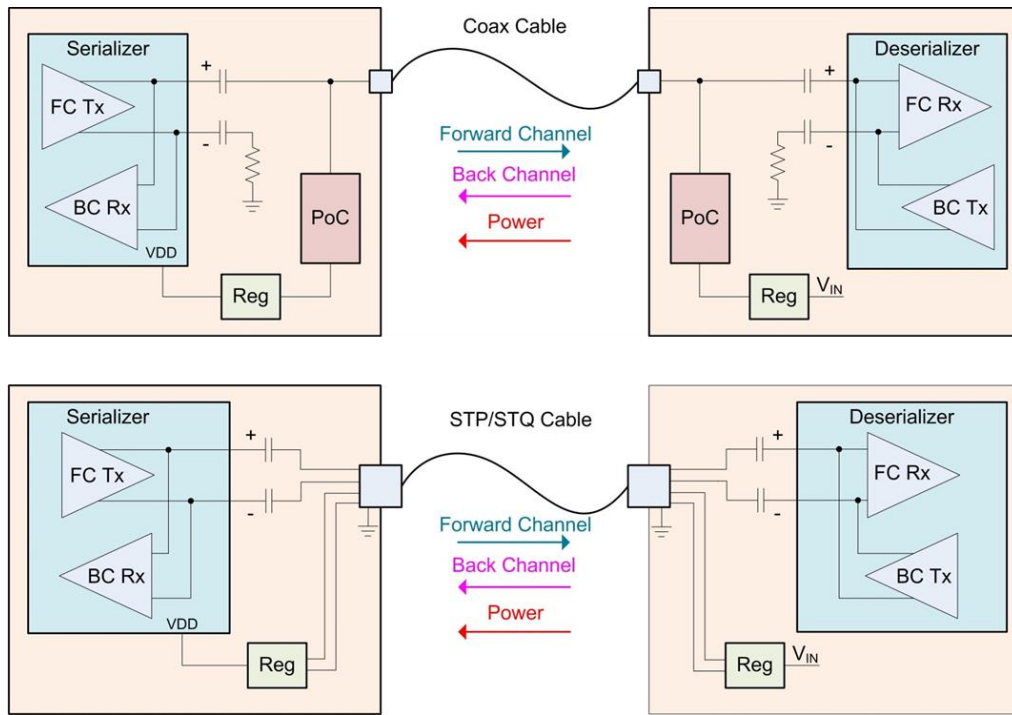 Coax Cable
Serializer
+
FC Tx
-
BC Rx
VDD
PoC
Reg
Forward Channel
Back Channel
Power
Deserializer
+
FC Rx
-
BC Tx
PoC
Reg
VIN
STP/STQ Cable
Serializer
+
FC Tx
-
BC Rx
VDD
Reg
Forward Channel
Back Channel
Power
Deserializer
+
FC Rx
-
BC Tx
Reg
VIN